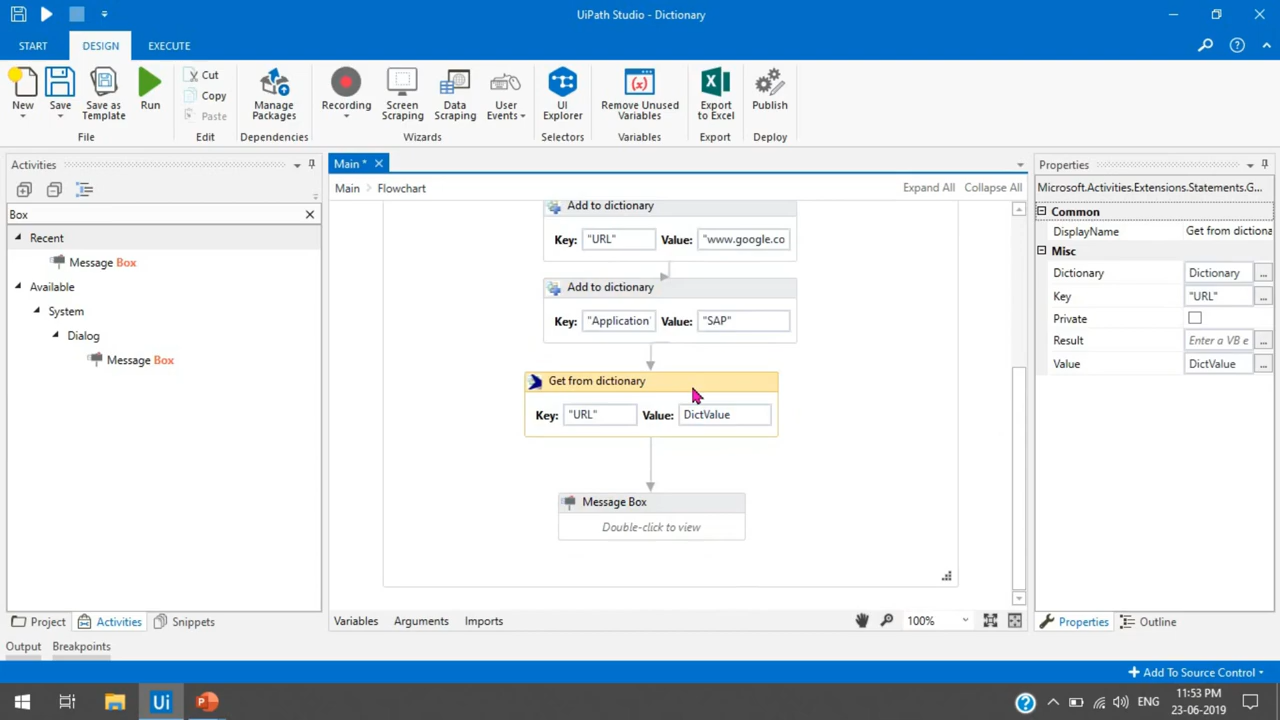 UiPath Studio - Dictionary
START
DESIGN
EXECUTE
New
Save
Save as Template
Run
Cut
Copy
Paste
Manage Packages
Recording
Screen Scraping
Data Scraping
User Events
UI Explorer
Remove Unused Variables
Export to Excel
Publish
File
Edit
Dependencies
Wizards
Selectors
Variables
Export
Deploy
Activities
Box
Recent
Message Box
Available
System
Dialog
Message Box
Project
Activities
Snippets
Main *
Main
Flowchart
Expand All
Collapse All
Add to dictionary
Key: "URL" Value: "www.google.co
Add to dictionary
Key: "Application" Value: "SAP"
Get from dictionary
Key: "URL" Value: DictValue
Message Box
Double-click to view
Variables
Arguments
Imports
100%
Properties
Microsoft.Activities.Extensions.Statements.G...
Common
DisplayName Get from dictiona
Misc
Dictionary Dictionary ...
Key "URL" ...
Private
Result Enter a VB e ...
Value DictValue ...
Properties
Outline
Output
Breakpoints
Add To Source Control
Ui
P
ENG
11:53 PM
23-06-2019